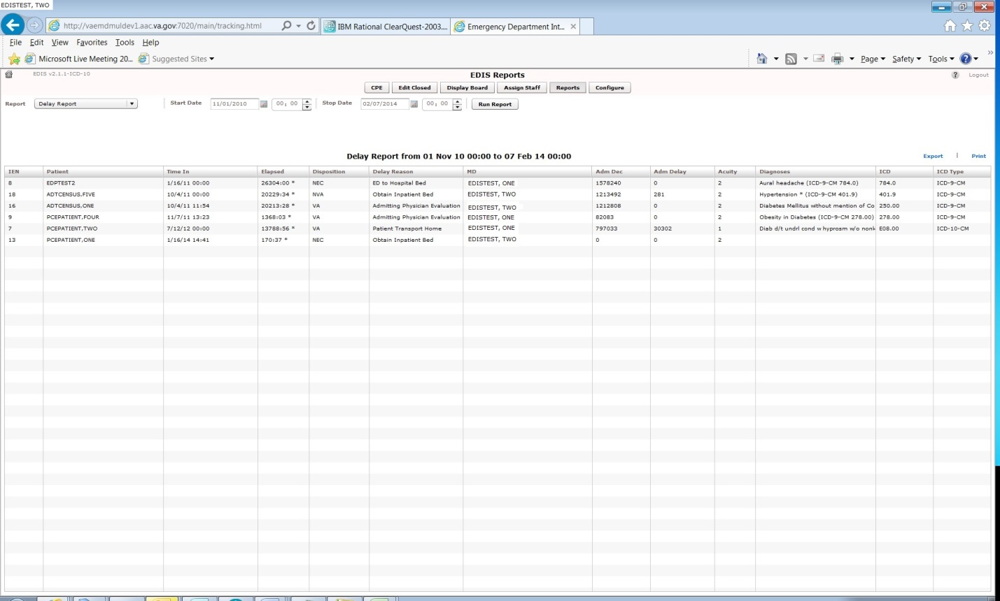 EDISTEST, TWO
http://vaemdmuldev1.aac.va.gov:7020/main/tracking.html IBM Rational ClearQuest-2003.... Emergency Department Int...
File Edit View Favorites Tools Help
Microsoft Live Meeting 20... Suggested Sites Page Safety Tools
EDIS v2.1.1-ICD-10 EDIS Reports Logout
CPE Edit Closed Display Board Assign Staff Reports Configure
Report Delay Report Start Date 11/01/2010 00: 00 Stop Date 02/07/2014 00: 00 Run Report
Delay Report from 01 Nov 10 00:00 to 07 Feb 14 00:00 Export | Print
IEN Patient Time In Elapsed Disposition Delay Reason MD Adm Dec Adm Delay Acuity Diagnoses ICD ICD Type
8 EDPTEST2 1/16/11 00:00 26304:00 * NEC ED to Hospital Bed EDISTEST, ONE 1578240 0 2 Aural headache (ICD-9-CM 784.0) 784.0 ICD-9-CM
18 ADTCENSUS,FIVE 10/4/11 00:00 20229:34 * NVA Obtain Inpatient Bed EDISTEST, TWO 1213492 281 2 Hypertension * (ICD-9-CM 401.9) 401.9 ICD-9-CM
16 ADTCENSUS,ONE 10/4/11 11:54 20213:28 * VA Admitting Physician Evaluation EDISTEST, TWO 1212808 0 2 Diabetes Mellitus without mention of Co 250.00 ICD-9-CM
9 PCEPATIENT,FOUR 11/7/11 13:23 1368:03 * VA Admitting Physician Evaluation EDISTEST, ONE 82083 0 2 Obesity in Diabetes (ICD-9-CM 278.00) 278.00 ICD-9-CM
7 PCEPATIENT,TWO 7/12/12 00:00 13788:56 * VA Patient Transport Home EDISTEST, ONE 797033 30302 1 Diab d/t undrl cond w hyprosm w/o nonk E08.00 ICD-10-CM
13 PCEPATIENT,ONE 1/16/14 14:41 170:37 * NEC Obtain Inpatient Bed EDISTEST, TWO 0 0 2